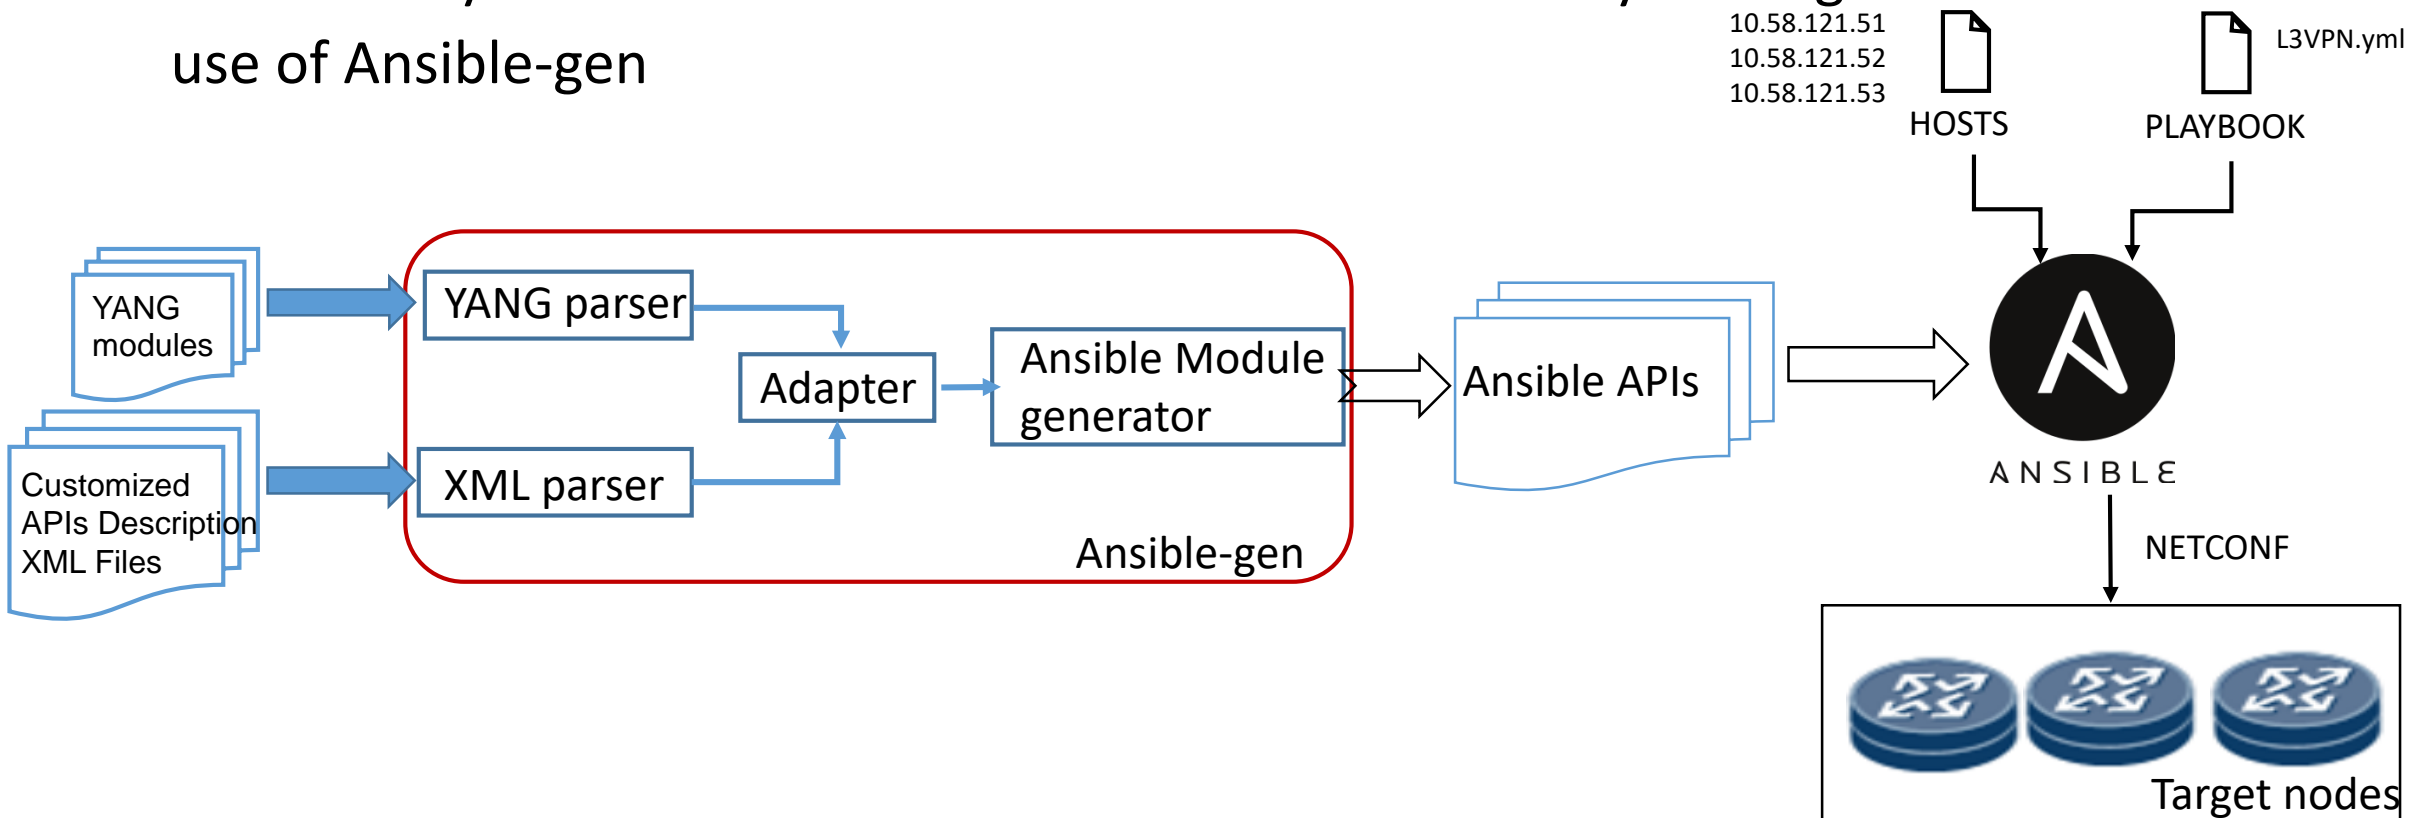 use of Ansible-gen
10.58.121.51
10.58.121.52
10.58.121.53
HOSTS
L3VPN.yml
PLAYBOOK
YANG
modules
Customized
APIs Description
XML Files
YANG parser
XML parser
Adapter
Ansible Module
generator
Ansible-gen
Ansible APIs
ANSIBLE
NETCONF
Target nodes